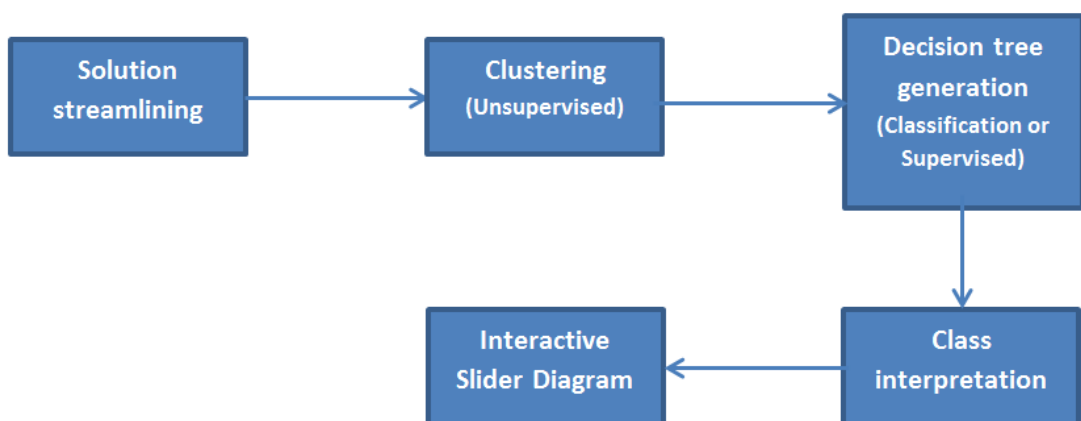 Solution
streamlining
Clustering
(Unsupervised)
Decision tree
generation
(Classification or
Supervised)
Class
interpretation
Interactive
Slider Diagram